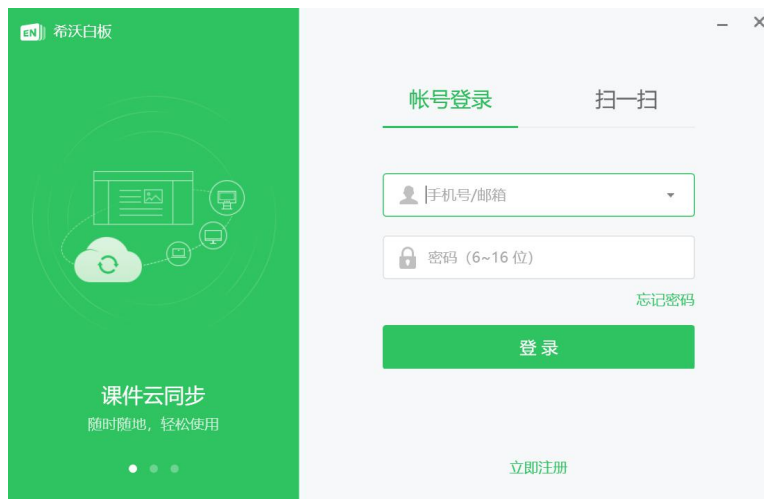 EN 希沃白板
课件云同步
随时随地，轻松使用
帐号登录 扫一扫
手机号/邮箱
密码（6~16 位）
忘记密码
登 录
立即注册